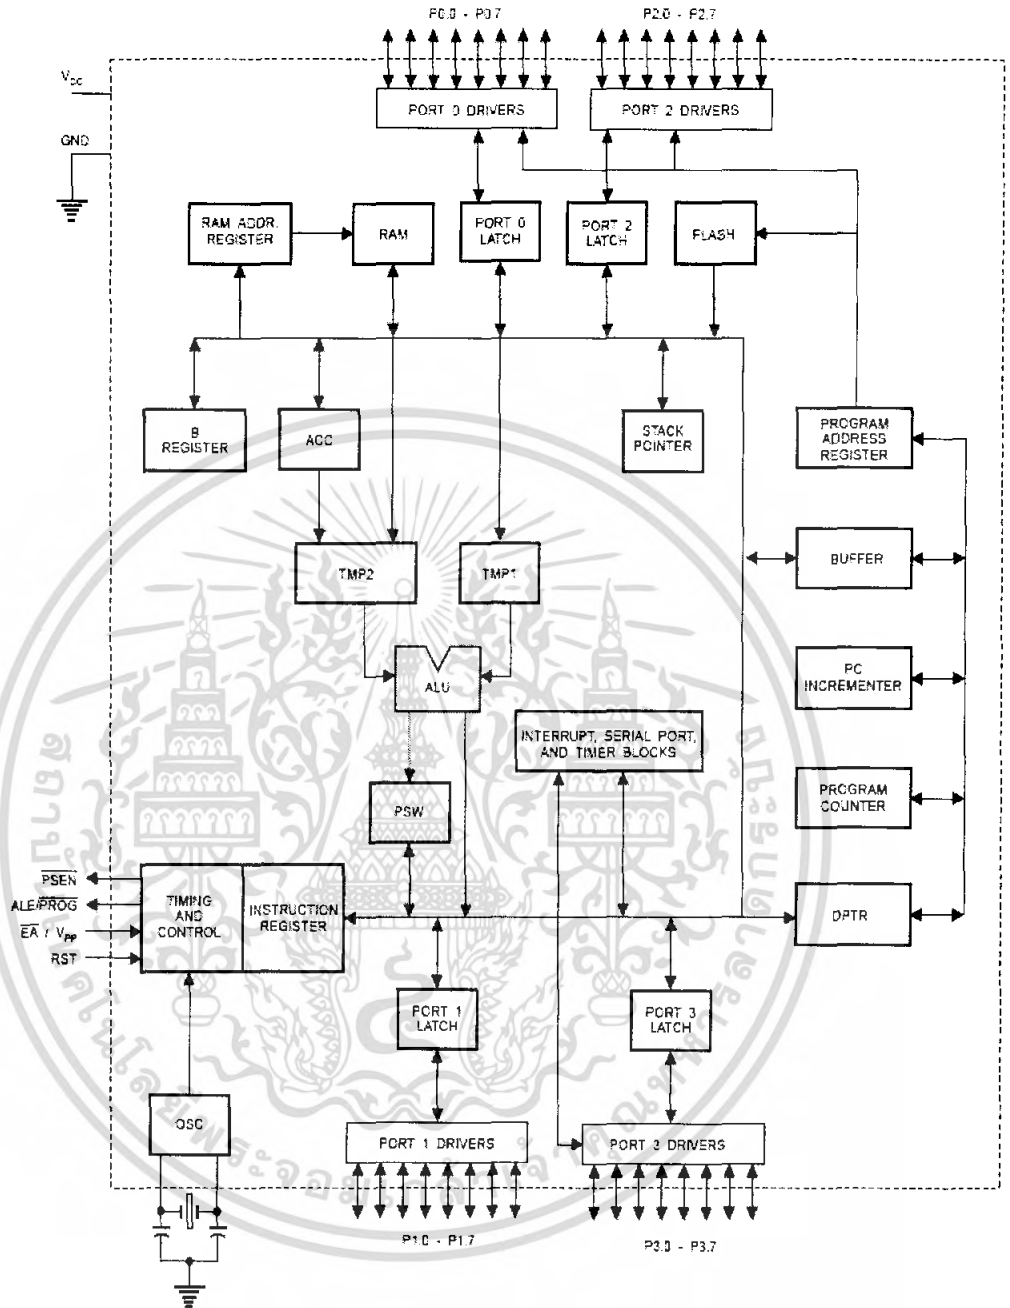 P0.0 - P0.7
P2.0 - P2.7
VCC
GND
PORT 0 DRIVERS
PORT 2 DRIVERS
RAM ADDR.
REGISTER
RAM
PORT 0
LATCH
PORT 2
LATCH
FLASH
B
REGISTER
ACC
STACK
POINTER
PROGRAM
ADDRESS
REGISTER
BUFFER
TMP2
TMP1
ALU
PC
INCREMENTER
INTERRUPT, SERIAL PORT,
AND TIMER BLOCKS
PROGRAM
COUNTER
PSW
PSEN
ALE/PROG
EA / VPP
RST
TIMING
AND
CONTROL
INSTRUCTION
REGISTER
DPTR
PORT 1
LATCH
PORT 3
LATCH
OSC
PORT 1 DRIVERS
PORT 3 DRIVERS
P1.0 - P1.7
P3.0 - P3.7